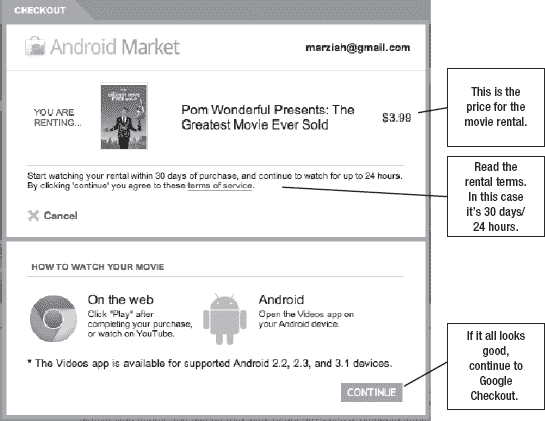 CHECKOUT
Android Market
marziah@gmail.com
YOU ARE
RENTING...
THE GREATEST MOVIE EVER SOLD
Pom Wonderful Presents: The
Greatest Movie Ever Sold
$3.99
This is the
price for the
movie rental.
Start watching your rental within 30 days of purchase, and continue to watch for up to 24 hours.
By clicking 'continue' you agree to these terms of service.
Cancel
Read the
rental terms.
In this case
it's 30 days/
24 hours.
HOW TO WATCH YOUR MOVIE
On the web
Click "Play" after
completing your purchase,
or watch on YouTube.
Android
Open the Videos app on
your Android device.
* The Videos app is available for supported Android 2.2, 2.3, and 3.1 devices.
CONTINUE
If it all looks
good,
continue to
Google
Checkout.